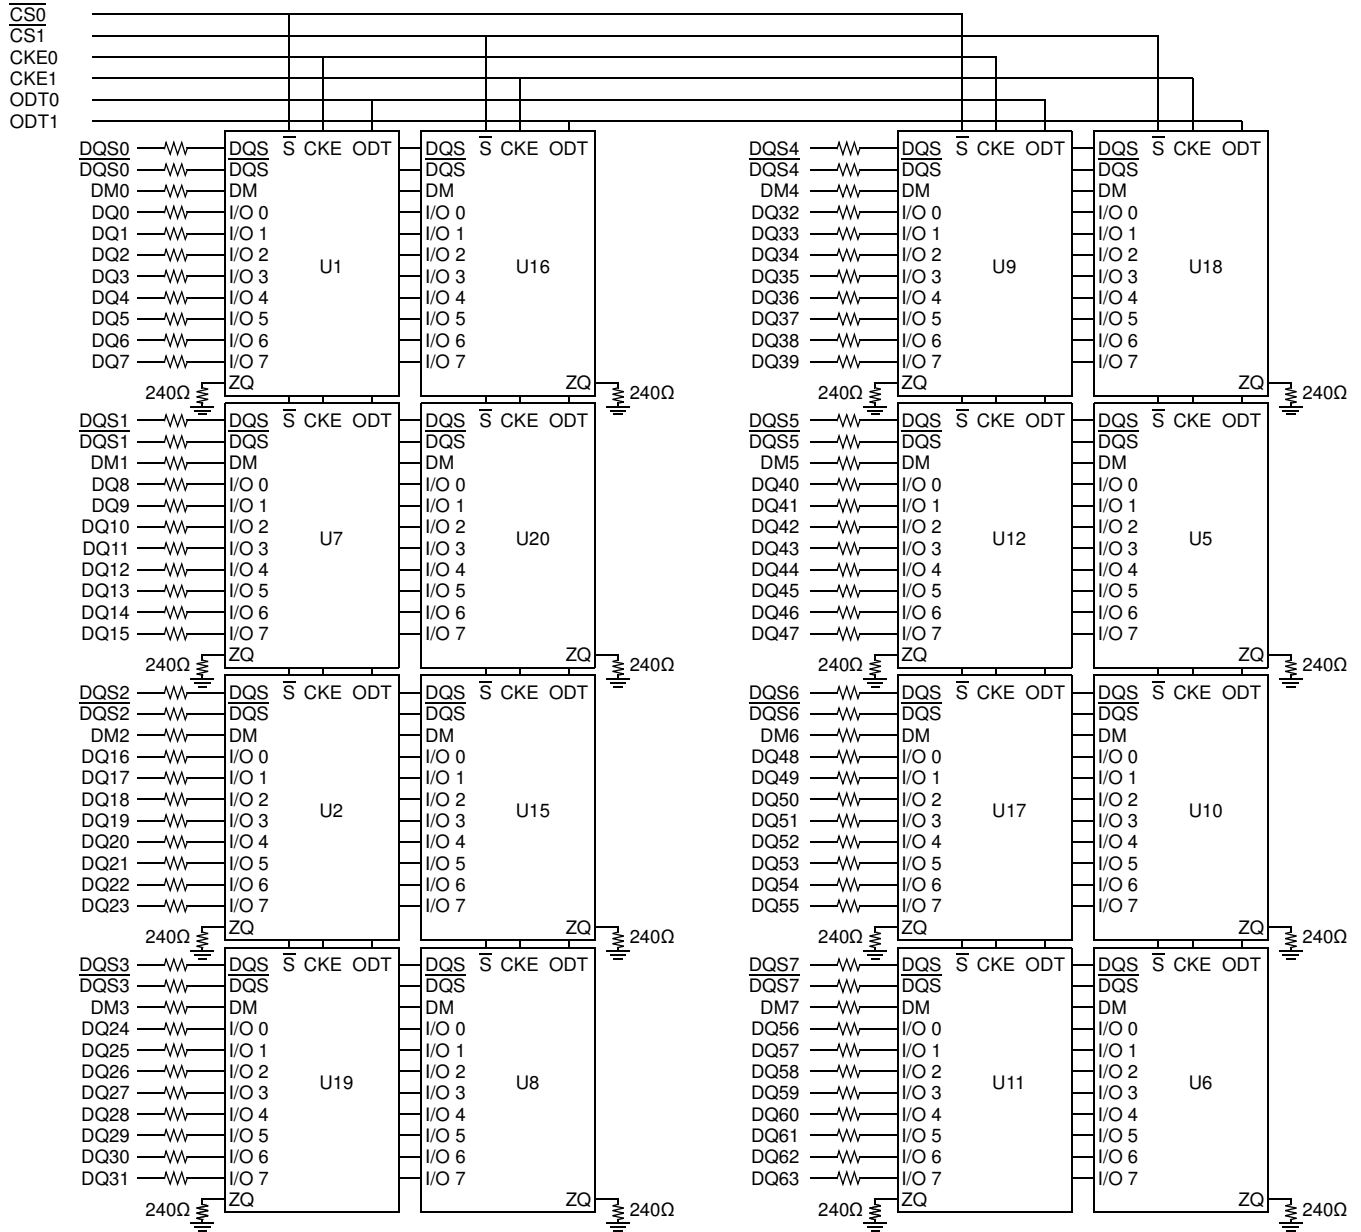 CS0
CS1
CKE0
CKE1
ODT0
ODT1
DQS0 DQS S CKE ODT DQS S CKE ODT DQS4 DQS S CKE ODT DQS S CKE ODT
DQS0 DQS DQS DQS4 DQS DQS
DM0 DM DM DM4 DM DM
DQ0 I/O 0 I/O 0 DQ32 I/O 0 I/O 0
DQ1 I/O 1 I/O 1 DQ33 I/O 1 I/O 1
DQ2 I/O 2 U1 I/O 2 U16 DQ34 I/O 2 U9 I/O 2 U18
DQ3 I/O 3 I/O 3 DQ35 I/O 3 I/O 3
DQ4 I/O 4 I/O 4 DQ36 I/O 4 I/O 4
DQ5 I/O 5 I/O 5 DQ37 I/O 5 I/O 5
DQ6 I/O 6 I/O 6 DQ38 I/O 6 I/O 6
DQ7 I/O 7 I/O 7 DQ39 I/O 7 I/O 7
240Ω ZQ ZQ 240Ω 240Ω ZQ ZQ 240Ω
DQS1 DQS S CKE ODT DQS S CKE ODT DQS5 DQS S CKE ODT DQS S CKE ODT
DQS1 DQS DQS DQS5 DQS DQS
DM1 DM DM DM5 DM DM
DQ8 I/O 0 I/O 0 DQ40 I/O 0 I/O 0
DQ9 I/O 1 I/O 1 DQ41 I/O 1 I/O 1
DQ10 I/O 2 U7 I/O 2 U20 DQ42 I/O 2 U12 I/O 2 U5
DQ11 I/O 3 I/O 3 DQ43 I/O 3 I/O 3
DQ12 I/O 4 I/O 4 DQ44 I/O 4 I/O 4
DQ13 I/O 5 I/O 5 DQ45 I/O 5 I/O 5
DQ14 I/O 6 I/O 6 DQ46 I/O 6 I/O 6
DQ15 I/O 7 I/O 7 DQ47 I/O 7 I/O 7
240Ω ZQ ZQ 240Ω 240Ω ZQ ZQ 240Ω
DQS2 DQS S CKE ODT DQS S CKE ODT DQS6 DQS S CKE ODT DQS S CKE ODT
DQS2 DQS DQS DQS6 DQS DQS
DM2 DM DM DM6 DM DM
DQ16 I/O 0 I/O 0 DQ48 I/O 0 I/O 0
DQ17 I/O 1 I/O 1 DQ49 I/O 1 I/O 1
DQ18 I/O 2 U2 I/O 2 U15 DQ50 I/O 2 U17 I/O 2 U10
DQ19 I/O 3 I/O 3 DQ51 I/O 3 I/O 3
DQ20 I/O 4 I/O 4 DQ52 I/O 4 I/O 4
DQ21 I/O 5 I/O 5 DQ53 I/O 5 I/O 5
DQ22 I/O 6 I/O 6 DQ54 I/O 6 I/O 6
DQ23 I/O 7 I/O 7 DQ55 I/O 7 I/O 7
240Ω ZQ ZQ 240Ω 240Ω ZQ ZQ 240Ω
DQS3 DQS S CKE ODT DQS S CKE ODT DQS7 DQS S CKE ODT DQS S CKE ODT
DQS3 DQS DQS DQS7 DQS DQS
DM3 DM DM DM7 DM DM
DQ24 I/O 0 I/O 0 DQ56 I/O 0 I/O 0
DQ25 I/O 1 I/O 1 DQ57 I/O 1 I/O 1
DQ26 I/O 2 U19 I/O 2 U8 DQ58 I/O 2 U11 I/O 2 U6
DQ27 I/O 3 I/O 3 DQ59 I/O 3 I/O 3
DQ28 I/O 4 I/O 4 DQ60 I/O 4 I/O 4
DQ29 I/O 5 I/O 5 DQ61 I/O 5 I/O 5
DQ30 I/O 6 I/O 6 DQ62 I/O 6 I/O 6
DQ31 I/O 7 I/O 7 DQ63 I/O 7 I/O 7
240Ω ZQ ZQ 240Ω 240Ω ZQ ZQ 240Ω